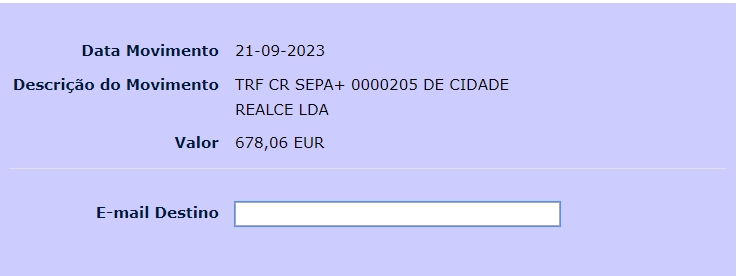 Data Movimento 21-09-2023
Descrição do Movimento TRF CR SEPA+ 0000205 DE CIDADE
REALCE LDA
Valor 678,06 EUR
E-mail Destino